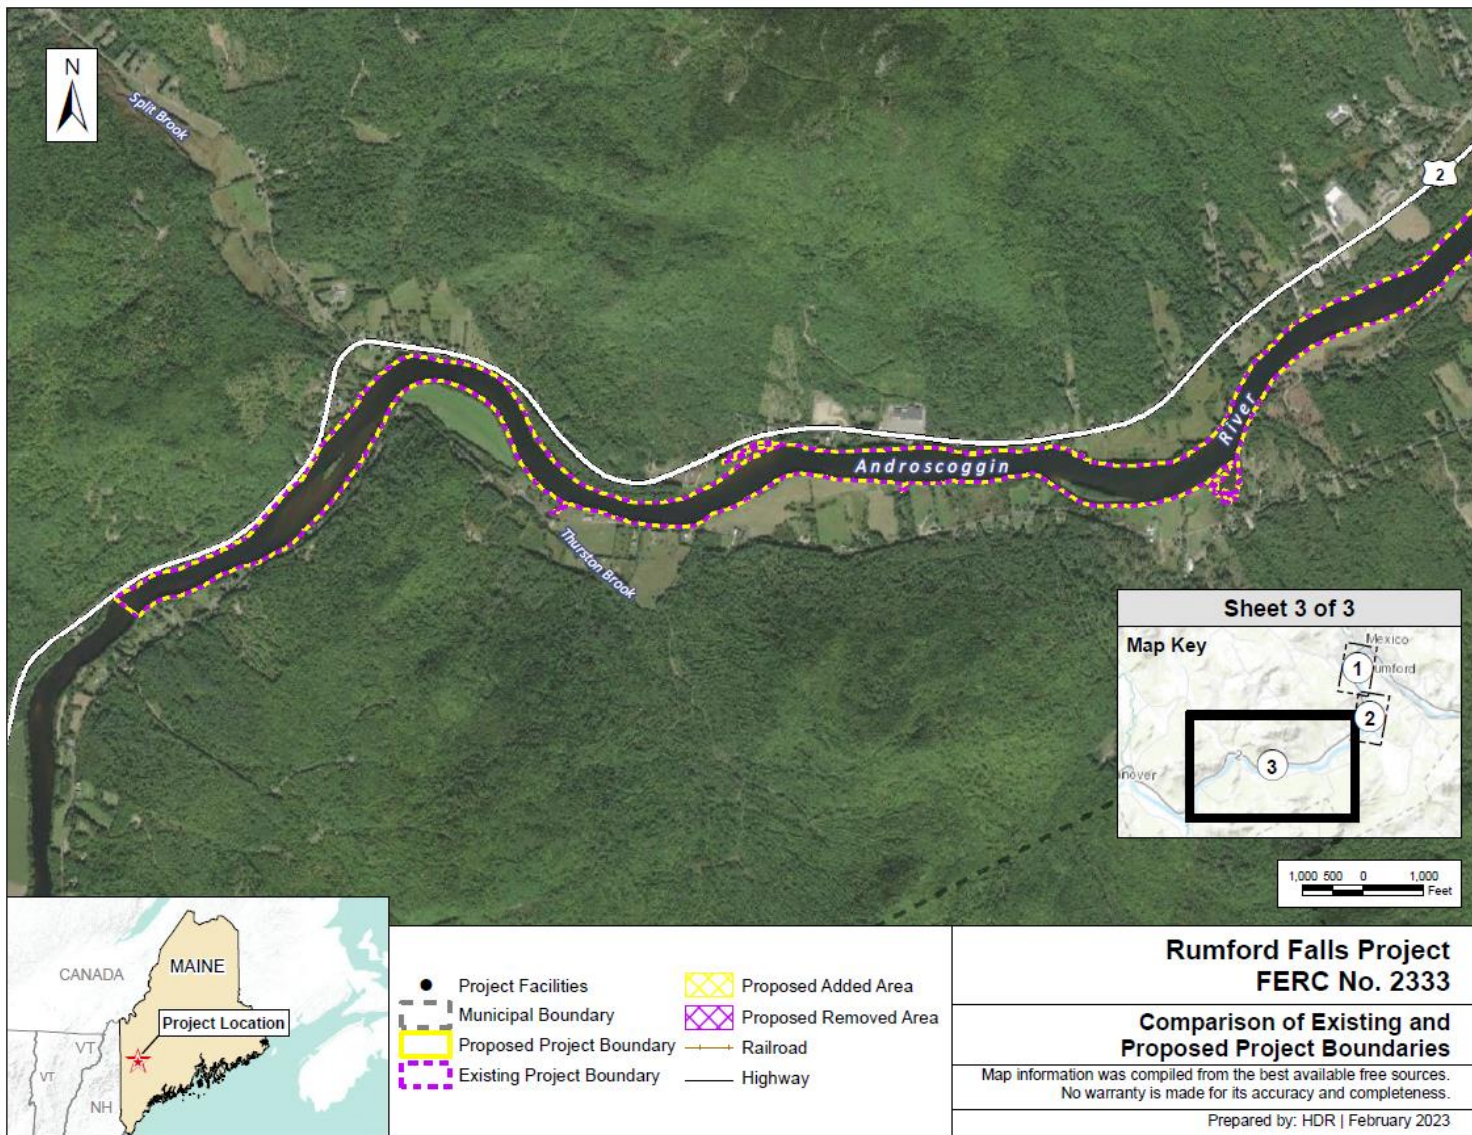 N
Split Brook
2
River
Androscoggin
Thurston Brook
Sheet 3 of 3
Map Key
Mexico
1
umford
2
2
3
nover
1,000 500 0 1,000
Feet
CANADA
MAINE
Project Location
VT
VT
NH
Project Facilities
Municipal Boundary
Proposed Project Boundary
Existing Project Boundary
Proposed Added Area
Proposed Removed Area
Railroad
Highway
Rumford Falls Project
FERC No. 2333
Comparison of Existing and
Proposed Project Boundaries
Map information was compiled from the best available free sources.
No warranty is made for its accuracy and completeness.
Prepared by: HDR | February 2023